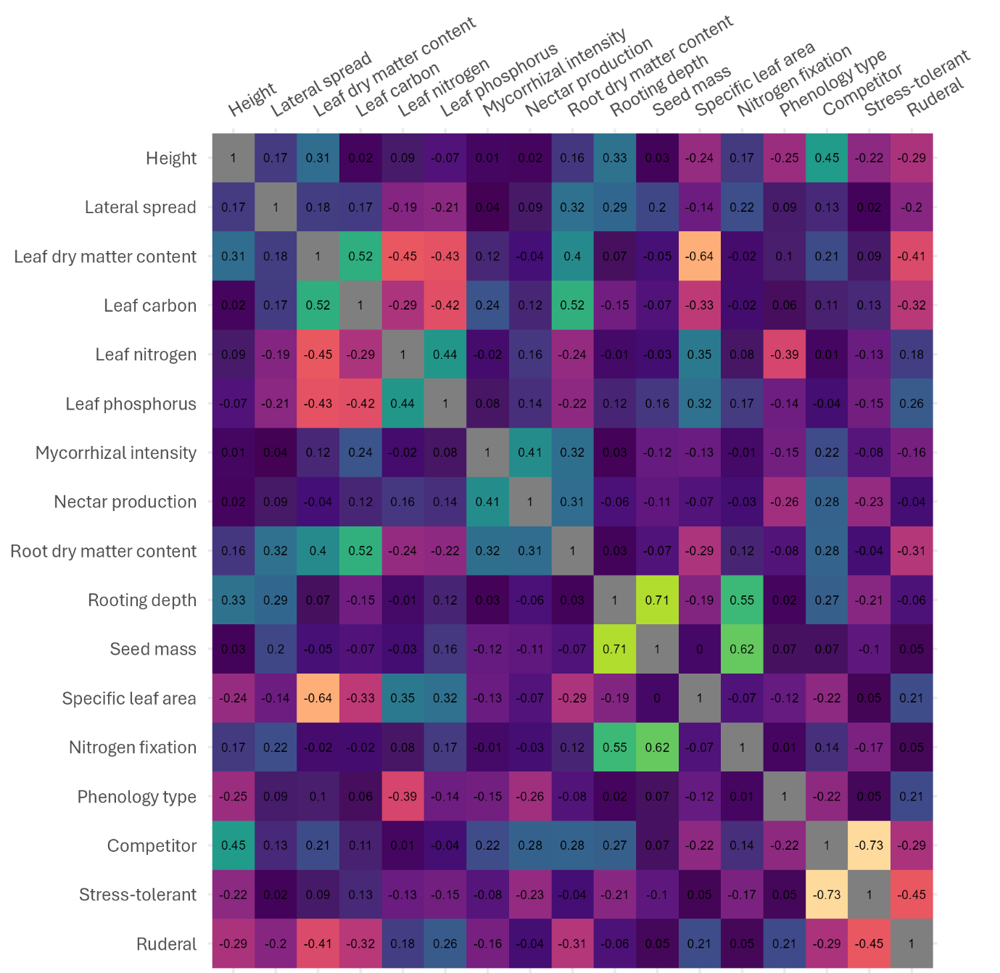 Height Lateral spread Leaf dry matter content Leaf carbon Leaf nitrogen Leaf phosphorus Mycorrhizal intensity Nectar production Root dry matter content Rooting depth Seed mass Specific leaf area Nitrogen fixation Phenology type Competitor Stress-tolerant Ruderal
Height 1 0.17 0.31 0.02 0.09 -0.07 0.01 0.02 0.16 0.33 0.03 -0.24 0.17 -0.25 0.45 -0.22 -0.29
Lateral spread 0.17 1 0.18 0.17 -0.19 -0.21 0.04 0.09 0.32 0.29 0.2 -0.14 0.22 0.09 0.13 0.02 -0.2
Leaf dry matter content 0.31 0.18 1 0.52 -0.45 -0.43 0.12 -0.04 0.4 0.07 -0.05 -0.64 -0.02 0.1 0.21 0.09 -0.41
Leaf carbon 0.02 0.17 0.52 1 -0.29 -0.42 0.24 0.12 0.52 -0.15 -0.07 -0.33 -0.02 0.06 0.11 0.13 -0.32
Leaf nitrogen 0.09 -0.19 -0.45 -0.29 1 0.44 -0.02 0.16 -0.24 -0.01 -0.03 0.35 0.08 -0.39 0.01 -0.13 0.18
Leaf phosphorus -0.07 -0.21 -0.43 -0.42 0.44 1 0.08 0.14 -0.22 0.12 0.16 0.32 0.17 -0.14 -0.04 -0.15 0.26
Mycorrhizal intensity 0.01 0.04 0.12 0.24 -0.02 0.08 1 0.41 0.32 0.03 -0.12 -0.13 -0.01 -0.15 0.22 -0.08 -0.16
Nectar production 0.02 0.09 -0.04 0.12 0.16 0.14 0.41 1 0.31 -0.06 -0.11 -0.07 -0.03 -0.26 0.28 -0.23 -0.04
Root dry matter content 0.16 0.32 0.4 0.52 -0.24 -0.22 0.32 0.31 1 0.03 -0.07 -0.29 0.12 -0.08 0.28 -0.04 -0.31
Rooting depth 0.33 0.29 0.07 -0.15 -0.01 0.12 0.03 -0.06 0.03 1 0.71 -0.19 0.55 0.02 0.27 -0.21 -0.06
Seed mass 0.03 0.2 -0.05 -0.07 -0.03 0.16 -0.12 -0.11 -0.07 0.71 1 0 0.62 0.07 0.07 -0.1 0.05
Specific leaf area -0.24 -0.14 -0.64 -0.33 0.35 0.32 -0.13 -0.07 -0.29 -0.19 0 1 -0.07 -0.12 -0.22 0.05 0.21
Nitrogen fixation 0.17 0.22 -0.02 -0.02 0.08 0.17 -0.01 -0.03 0.12 0.55 0.62 -0.07 1 0.01 0.14 -0.17 0.05
Phenology type -0.25 0.09 0.1 0.06 -0.39 -0.14 -0.15 -0.26 -0.08 0.02 0.07 -0.12 0.01 1 -0.22 0.05 0.21
Competitor 0.45 0.13 0.21 0.11 0.01 -0.04 0.22 0.28 0.28 0.27 0.07 -0.22 0.14 -0.22 1 -0.73 -0.29
Stress-tolerant -0.22 0.02 0.09 0.13 -0.13 -0.15 -0.08 -0.23 -0.04 -0.21 -0.1 0.05 -0.17 0.05 -0.73 1 -0.45
Ruderal -0.29 -0.2 -0.41 -0.32 0.18 0.26 -0.16 -0.04 -0.31 -0.06 0.05 0.21 0.05 0.21 -0.29 -0.45 1